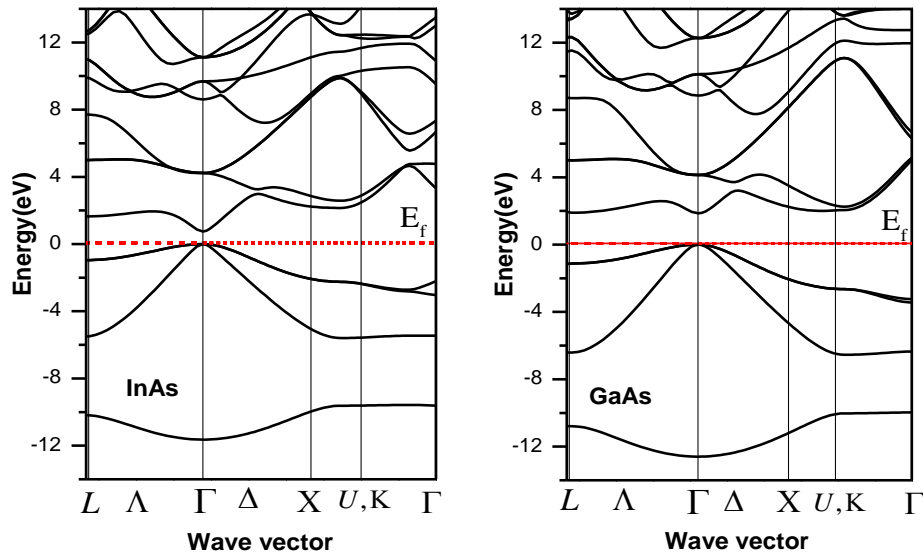 Energy(eV)
12
8
4
0
-4
-8
-12
E_f
InAs
L Λ Γ Δ X U,K Γ
Wave vector
Energy(eV)
12
8
4
0
-4
-8
-12
E_f
GaAs
L Λ Γ Δ X U,K Γ
Wave vector